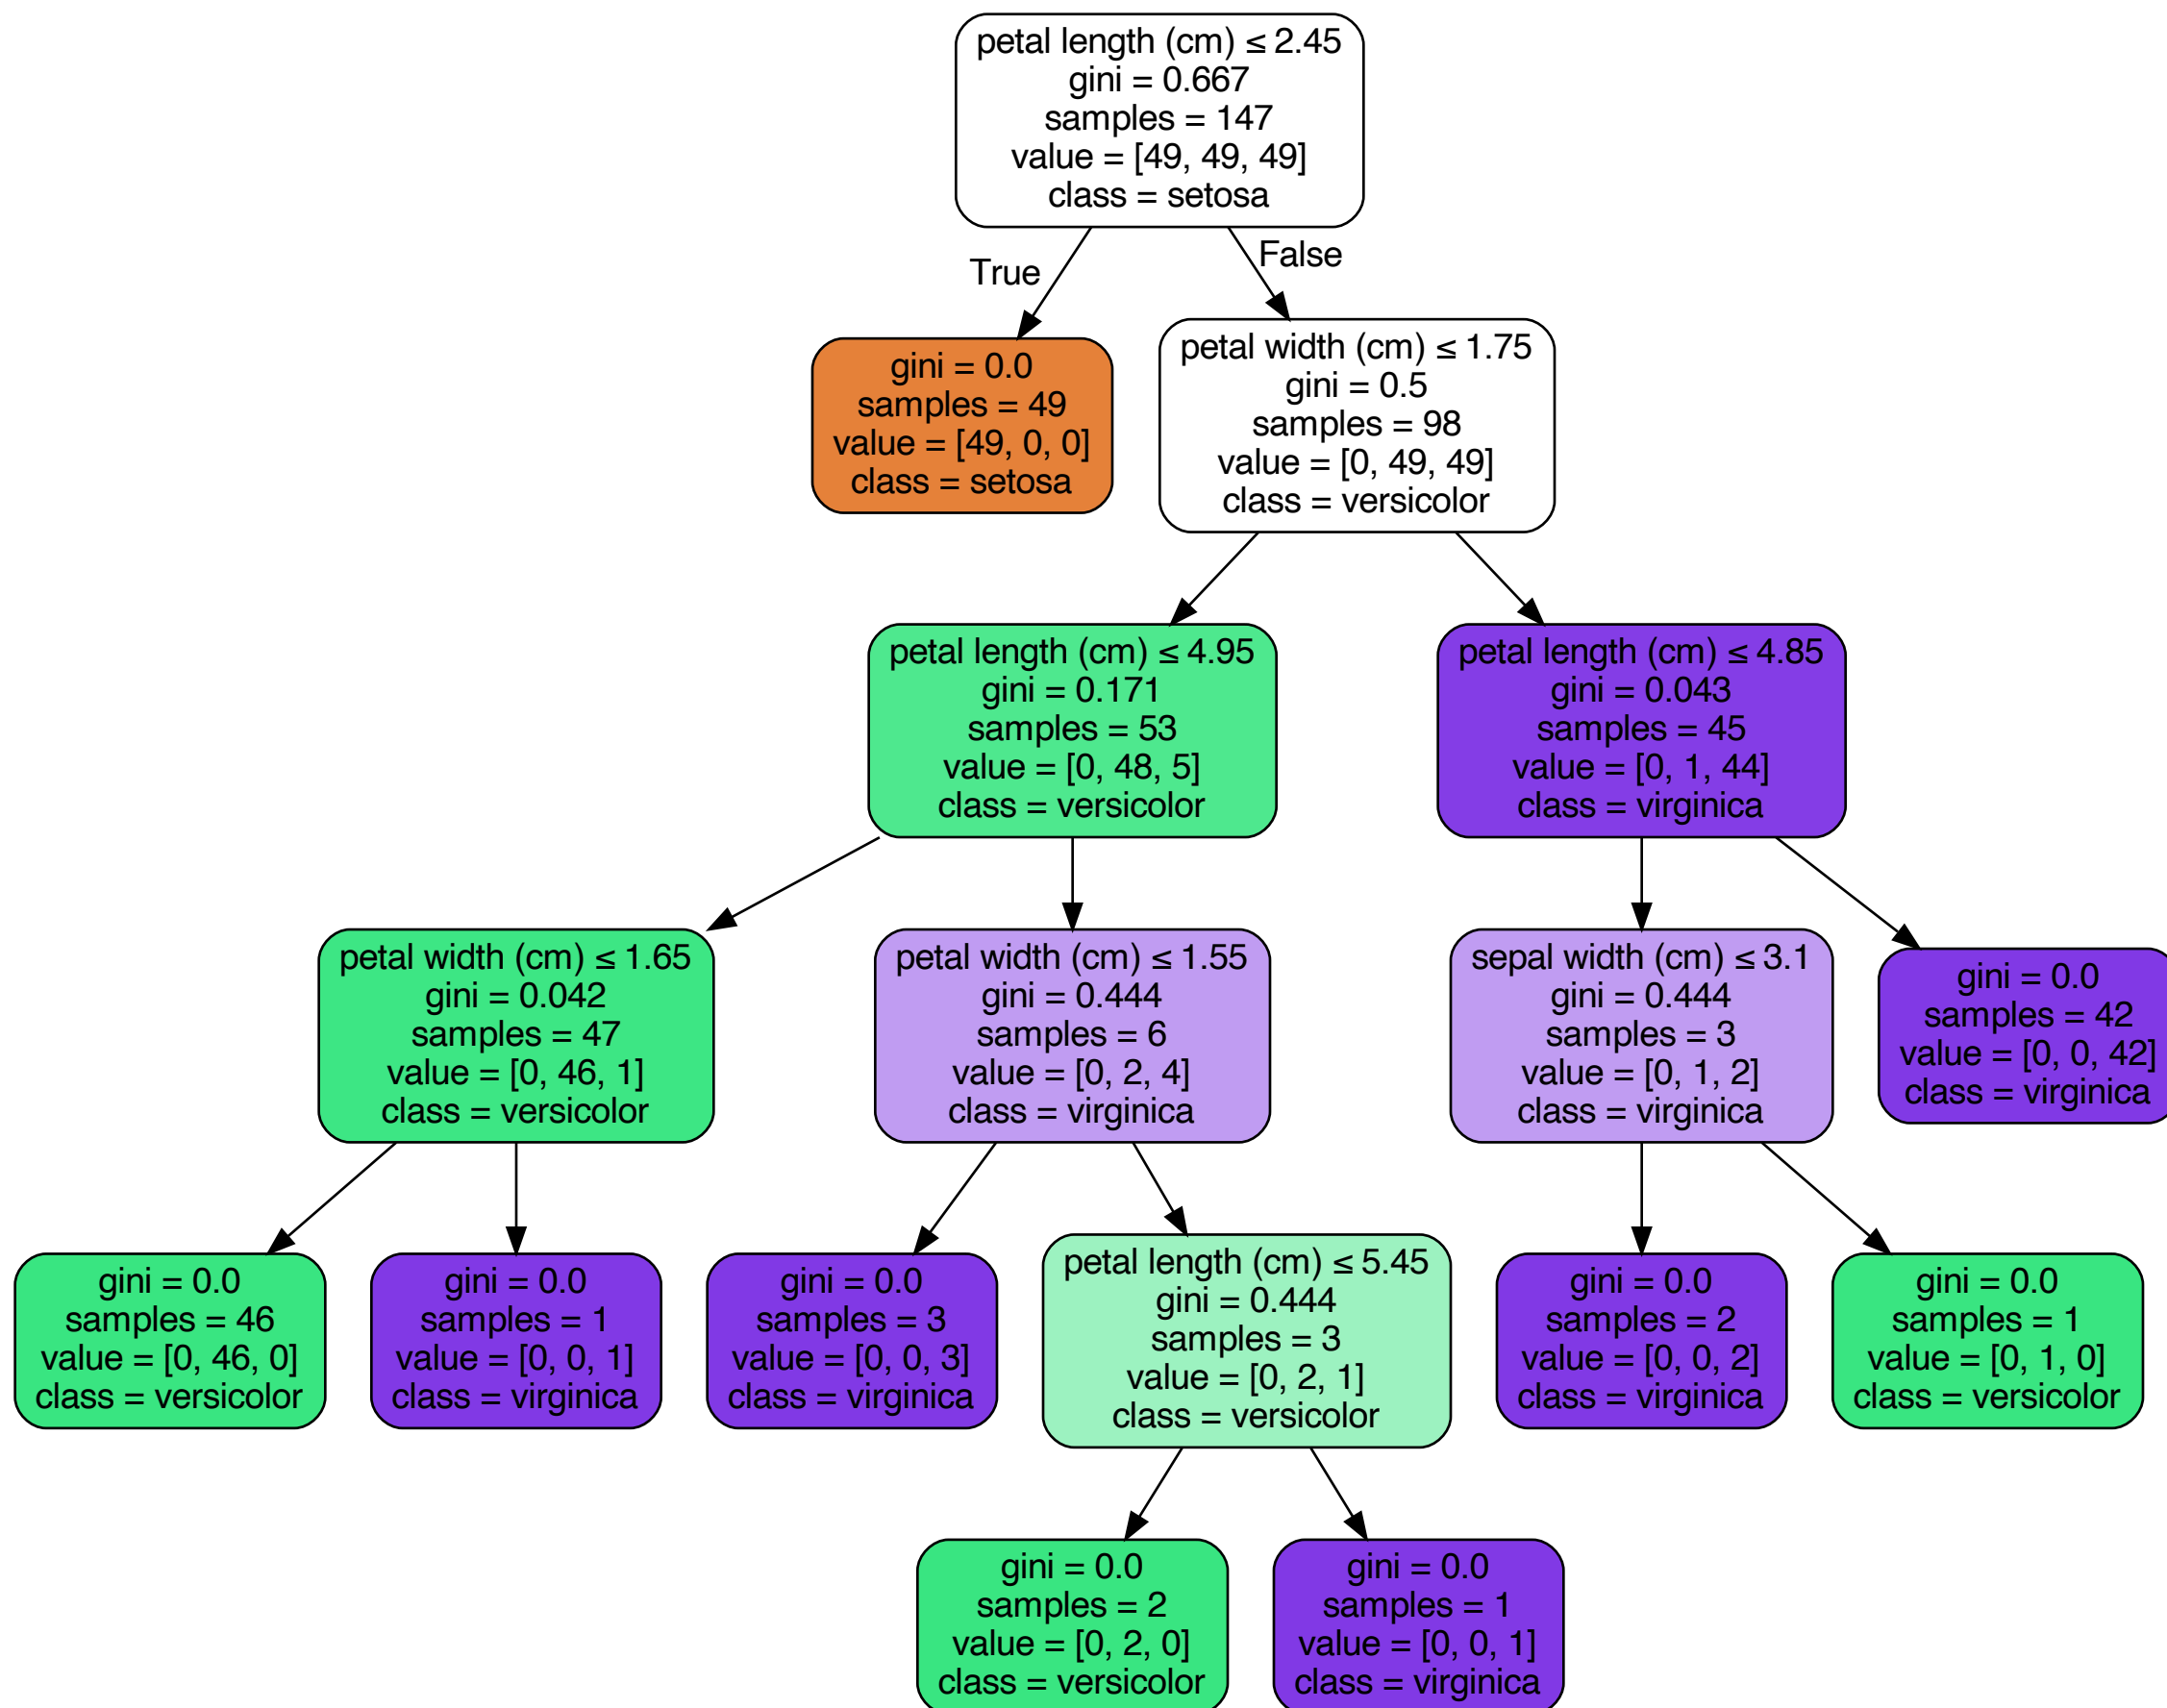 petal length (cm) ≤ 2.45
gini = 0.667
samples = 147
value = [49, 49, 49]
class = setosa
True
False
gini = 0.0
samples = 49
value = [49, 0, 0]
class = setosa
petal width (cm) ≤ 1.75
gini = 0.5
samples = 98
value = [0, 49, 49]
class = versicolor
petal length (cm) ≤ 4.95
gini = 0.171
samples = 53
value = [0, 48, 5]
class = versicolor
petal length (cm) ≤ 4.85
gini = 0.043
samples = 45
value = [0, 1, 44]
class = virginica
petal width (cm) ≤ 1.65
gini = 0.042
samples = 47
value = [0, 46, 1]
class = versicolor
petal width (cm) ≤ 1.55
gini = 0.444
samples = 6
value = [0, 2, 4]
class = virginica
sepal width (cm) ≤ 3.1
gini = 0.444
samples = 3
value = [0, 1, 2]
class = virginica
gini = 0.0
samples = 42
value = [0, 0, 42]
class = virginica
gini = 0.0
samples = 46
value = [0, 46, 0]
class = versicolor
gini = 0.0
samples = 1
value = [0, 0, 1]
class = virginica
gini = 0.0
samples = 3
value = [0, 0, 3]
class = virginica
petal length (cm) ≤ 5.45
gini = 0.444
samples = 3
value = [0, 2, 1]
class = versicolor
gini = 0.0
samples = 2
value = [0, 0, 2]
class = virginica
gini = 0.0
samples = 1
value = [0, 1, 0]
class = versicolor
gini = 0.0
samples = 2
value = [0, 2, 0]
class = versicolor
gini = 0.0
samples = 1
value = [0, 0, 1]
class = virginica